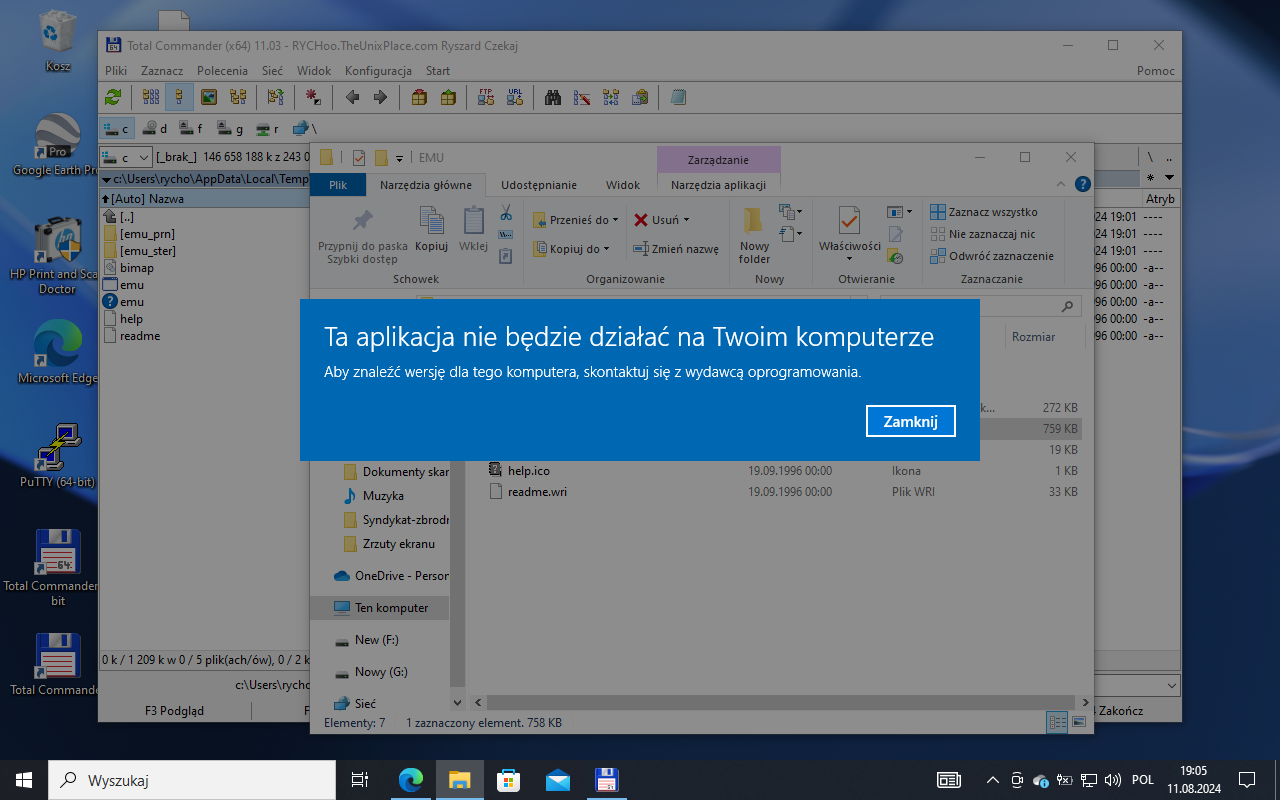 Kosz
Google Earth Pro
Pro
HP Print and Sca
Doctor
Microsoft Edge
PuTTY (64-bit)
64
Total Commander
bit
Total Commande
Total Commander (x64) 11.03 - RYCHoo.TheUnixPlace.com Ryszard Czekaj
Pliki Zaznacz Polecenia Sieć Widok Konfiguracja Start Pomoc
FTP URL
c d f g r \
c [_brak_] 146 658 188 k z 243 0 \ ..
c:\Users\rycho\AppData\Local\Temp * 
[Auto] Nazwa Atryb
[..]
[emu_prn]
[emu_ster]
bimap
emu
emu
help
readme
24 19:01 ----
24 19:01 ----
24 19:01 ----
96 00:00 -a--
96 00:00 -a--
96 00:00 -a--
96 00:00 -a--
96 00:00 -a--
0 k / 1 209 k w 0 / 5 plik(ach/ów), 0 / 2 k
c:\Users\rycho
F3 Podgląd F
4 Zakończ
EMU Zarządzanie
Plik Narzędzia główne Udostępnianie Widok Narzędzia aplikacji
Przypnij do paska
Szybki dostęp
Kopiuj Wklej
Schowek
Przenieś do Usuń
Kopiuj do Zmień nazwę
Organizowanie
Nowy
folder
Nowy
Właściwości
Otwieranie
Zaznacz wszystko
Nie zaznaczaj nic
Odwróć zaznaczenie
Zaznaczanie
Rozmiar
k... 272 KB
759 KB
19 KB
help.ico 19.09.1996 00:00 Ikona 1 KB
readme.wri 19.09.1996 00:00 Plik WRI 33 KB
Dokumenty skar
Muzyka
Syndykat-zbrodr
Zrzuty ekranu
OneDrive - Person
Ten komputer
New (F:)
Nowy (G:)
Sieć
Elementy: 7 1 zaznaczony element. 758 KB
Ta aplikacja nie będzie działać na Twoim komputerze
Aby znaleźć wersję dla tego komputera, skontaktuj się z wydawcą oprogramowania.
Zamknij
Wyszukaj
POL
19:05
11.08.2024